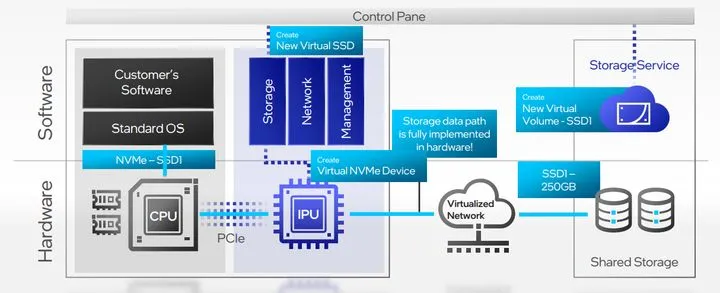 Control Pane
Create
New Virtual SSD
Software
Customer's
Software
Standard OS
NVMe – SSD1
Storage
Network
Management
Storage data path
is fully implemented
in hardware!
Storage Service
Create
New Virtual
Volume - SSD1
Create
Virtual NVMe Device
Hardware
CPU
PCIe
IPU
Virtualized
Network
SSD1 –
250GB
Shared Storage